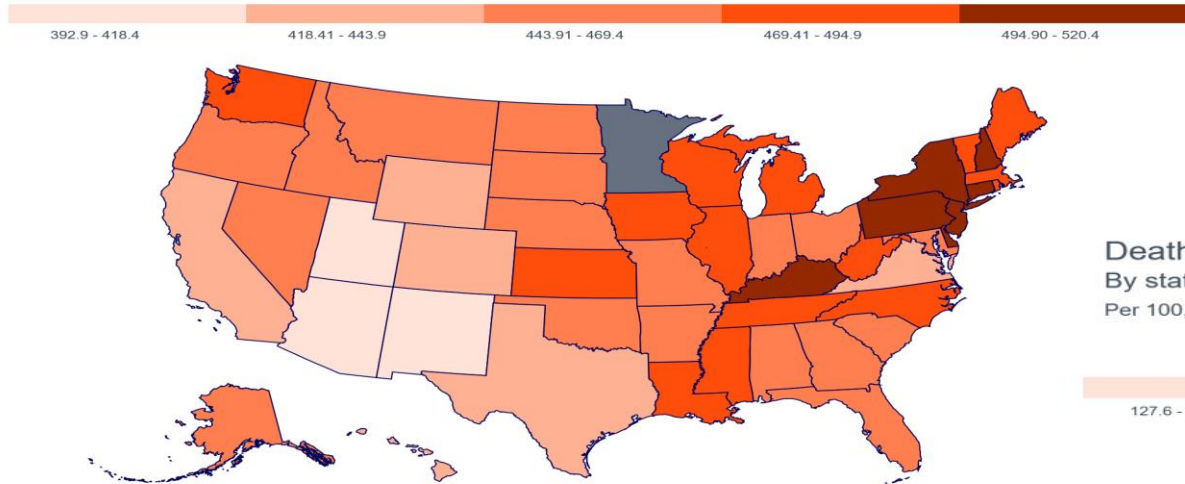 392.9 - 418.4
418.41 - 443.9
443.91 - 469.4
469.41 - 494.9
494.90 - 520.4
Death
By stat
Per 100,
127.6 -